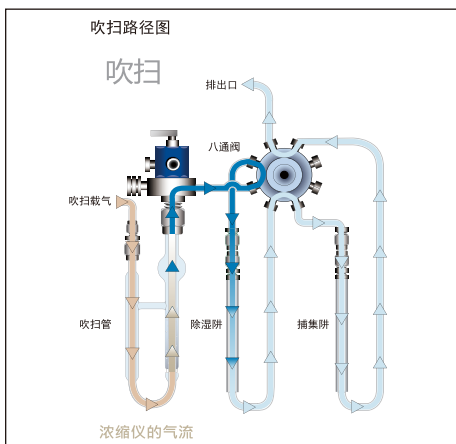 吹扫路径图
吹扫
排出口
八通阀
吹扫载气
吹扫管
除湿阱
捕集阱
浓缩仪的气流